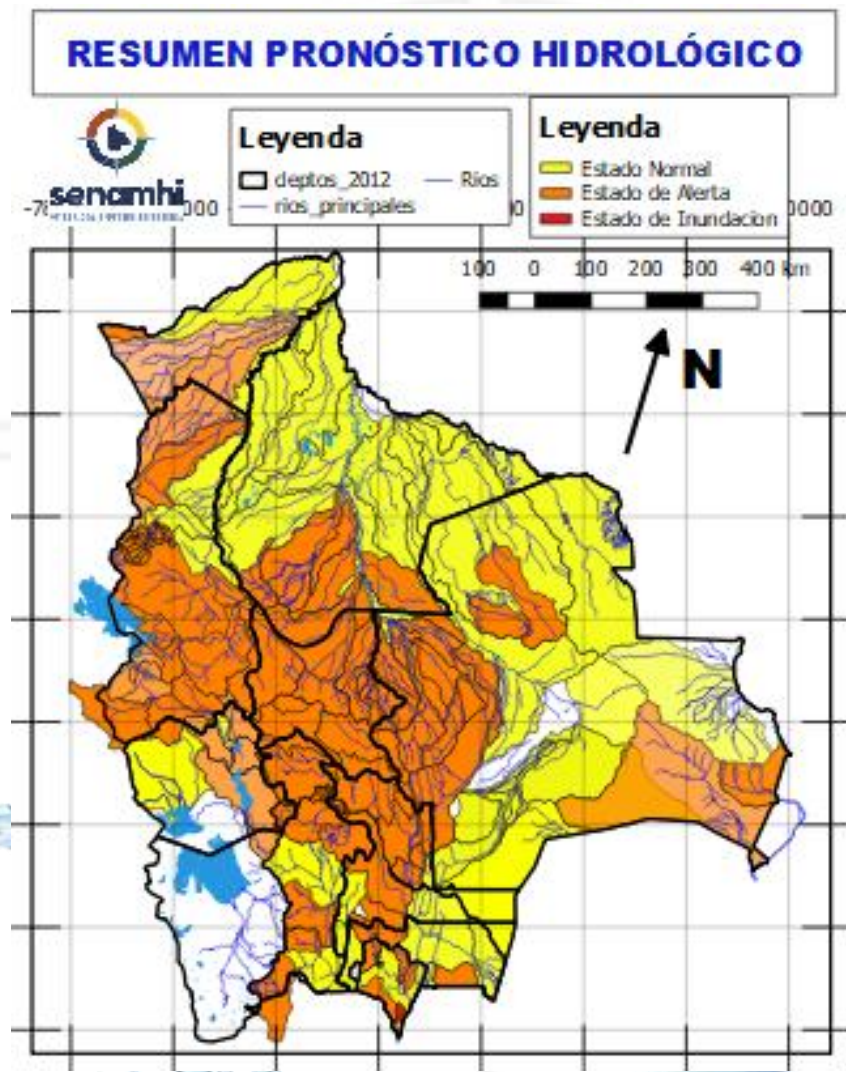 RESUMEN PRONÓSTICO HIDROLÓGICO
senamhi
Leyenda
deptos_2012 Rios
rios_principales
Leyenda
Estado Normal
Estado de Alerta
Estado de Inundacion
100 0 100 200 300 400 km
N